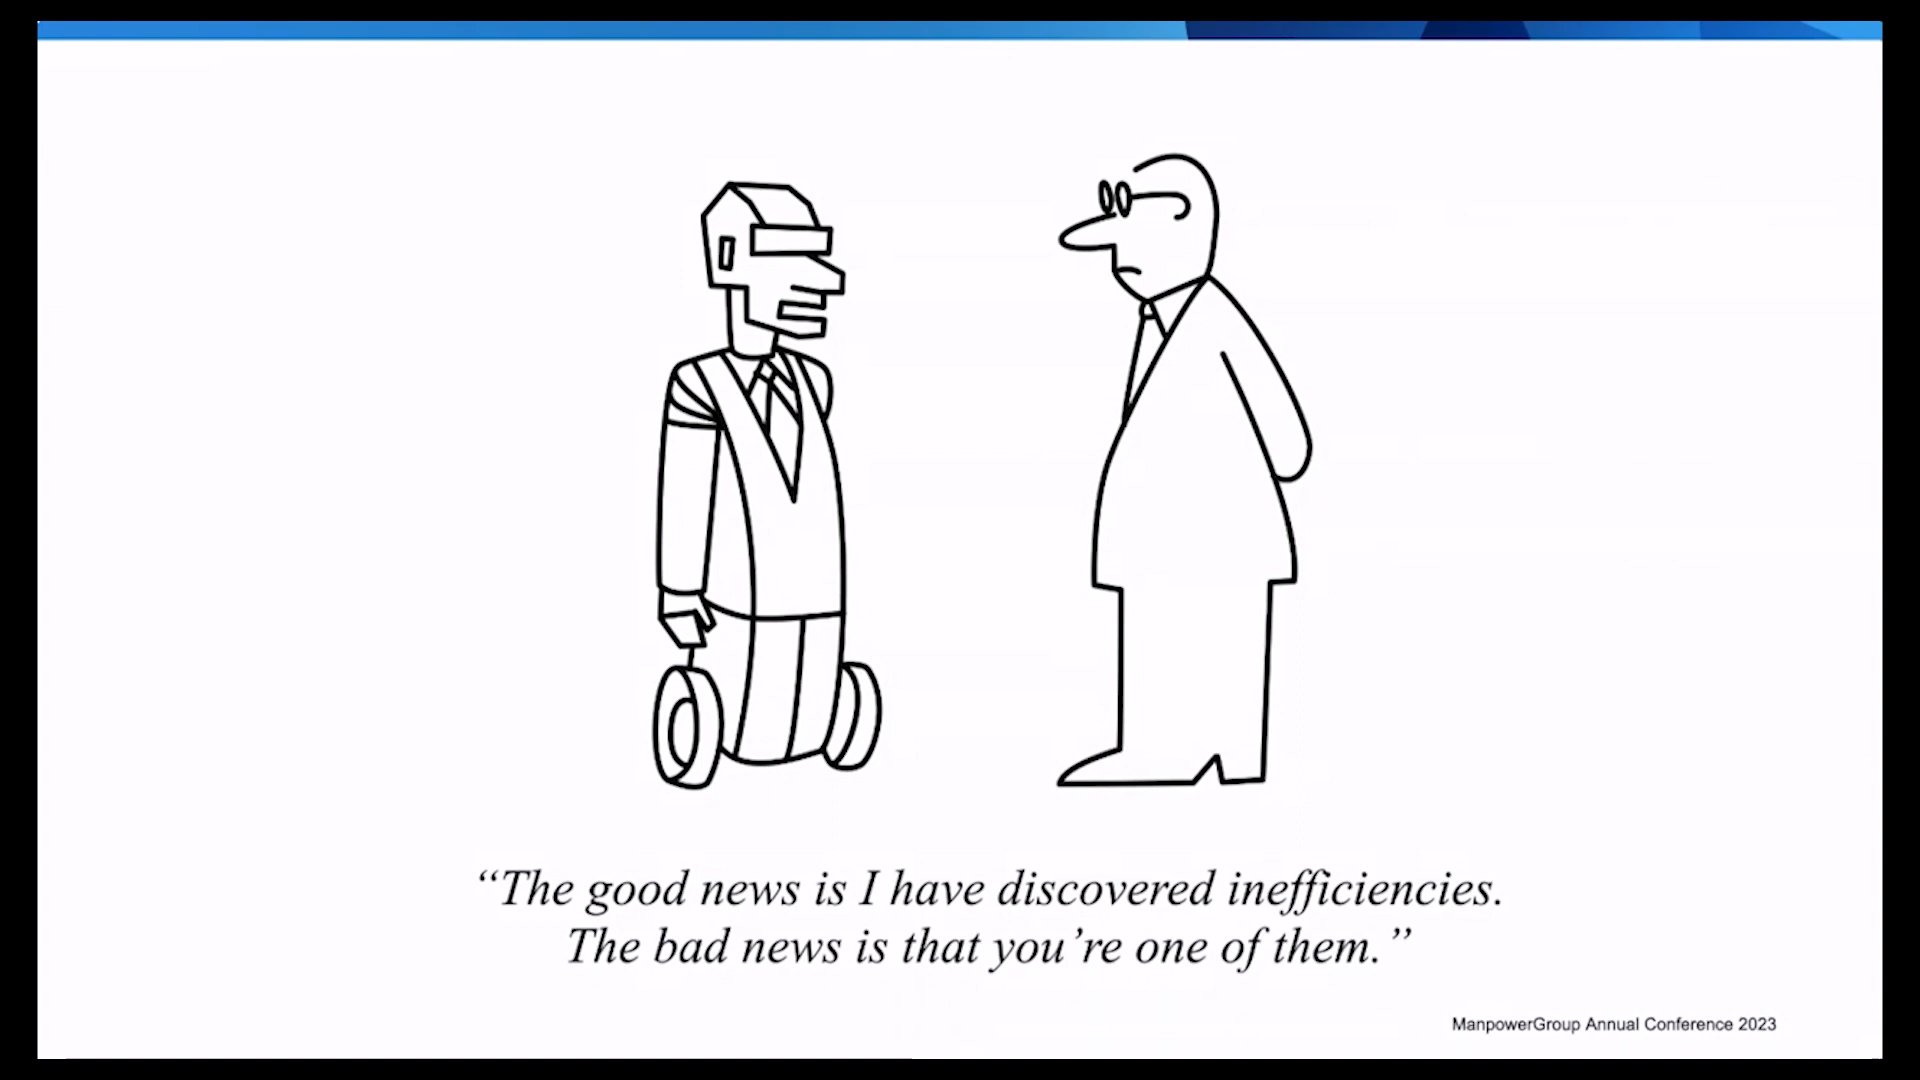 “The good news is I have discovered inefficiencies.
The bad news is that you’re one of them.”
ManpowerGroup Annual Conference 2023